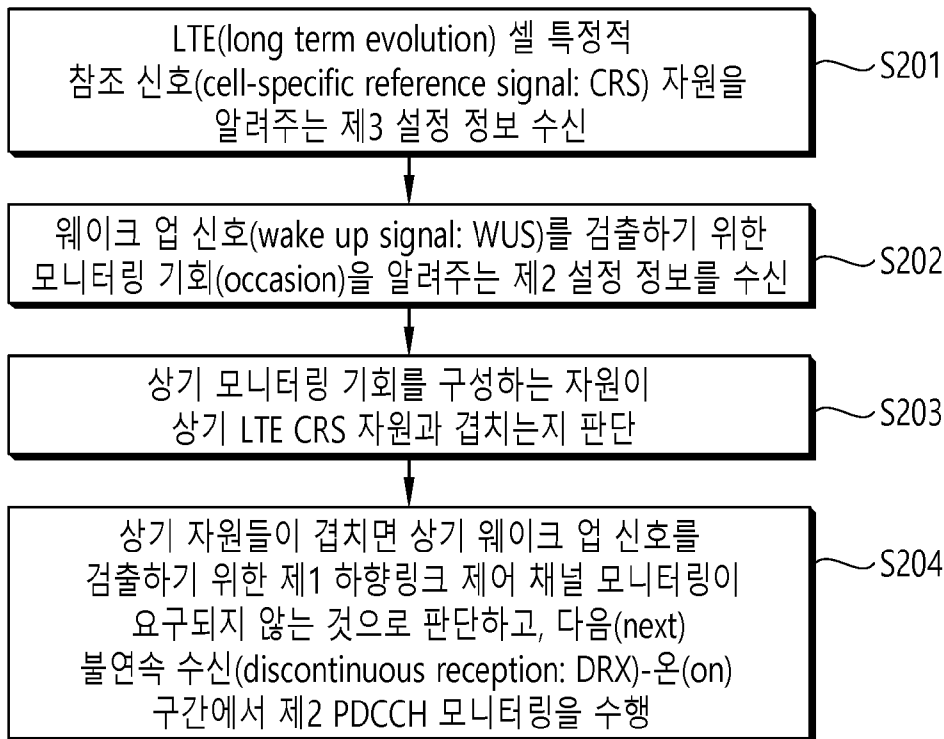 LTE(long term evolution) 셀 특정적
참조 신호(cell-specific reference signal: CRS) 자원을
알려주는 제3 설정 정보 수신
S201
웨이크 업 신호(wake up signal: WUS)를 검출하기 위한
모니터링 기회(occasion)을 알려주는 제2 설정 정보를 수신
S202
상기 모니터링 기회를 구성하는 자원이
상기 LTE CRS 자원과 겹치는지 판단
S203
상기 자원들이 겹치면 상기 웨이크 업 신호를
검출하기 위한 제1 하향링크 제어 채널 모니터링이
요구되지 않는 것으로 판단하고, 다음(next)
불연속 수신(discontinuous reception: DRX)-온(on)
구간에서 제2 PDCCH 모니터링을 수행
S204